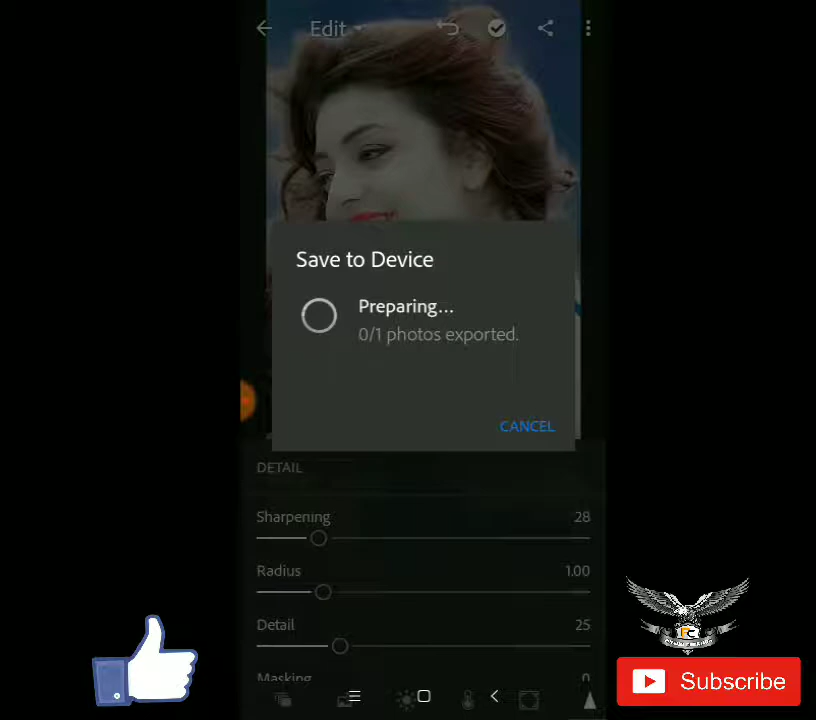 Edit
Save to Device
Preparing...
0/1 photos exported.
CANCEL
DETAIL
Sharpening 28
Radius 1.00
Detail 25
Masking 0
Subscribe